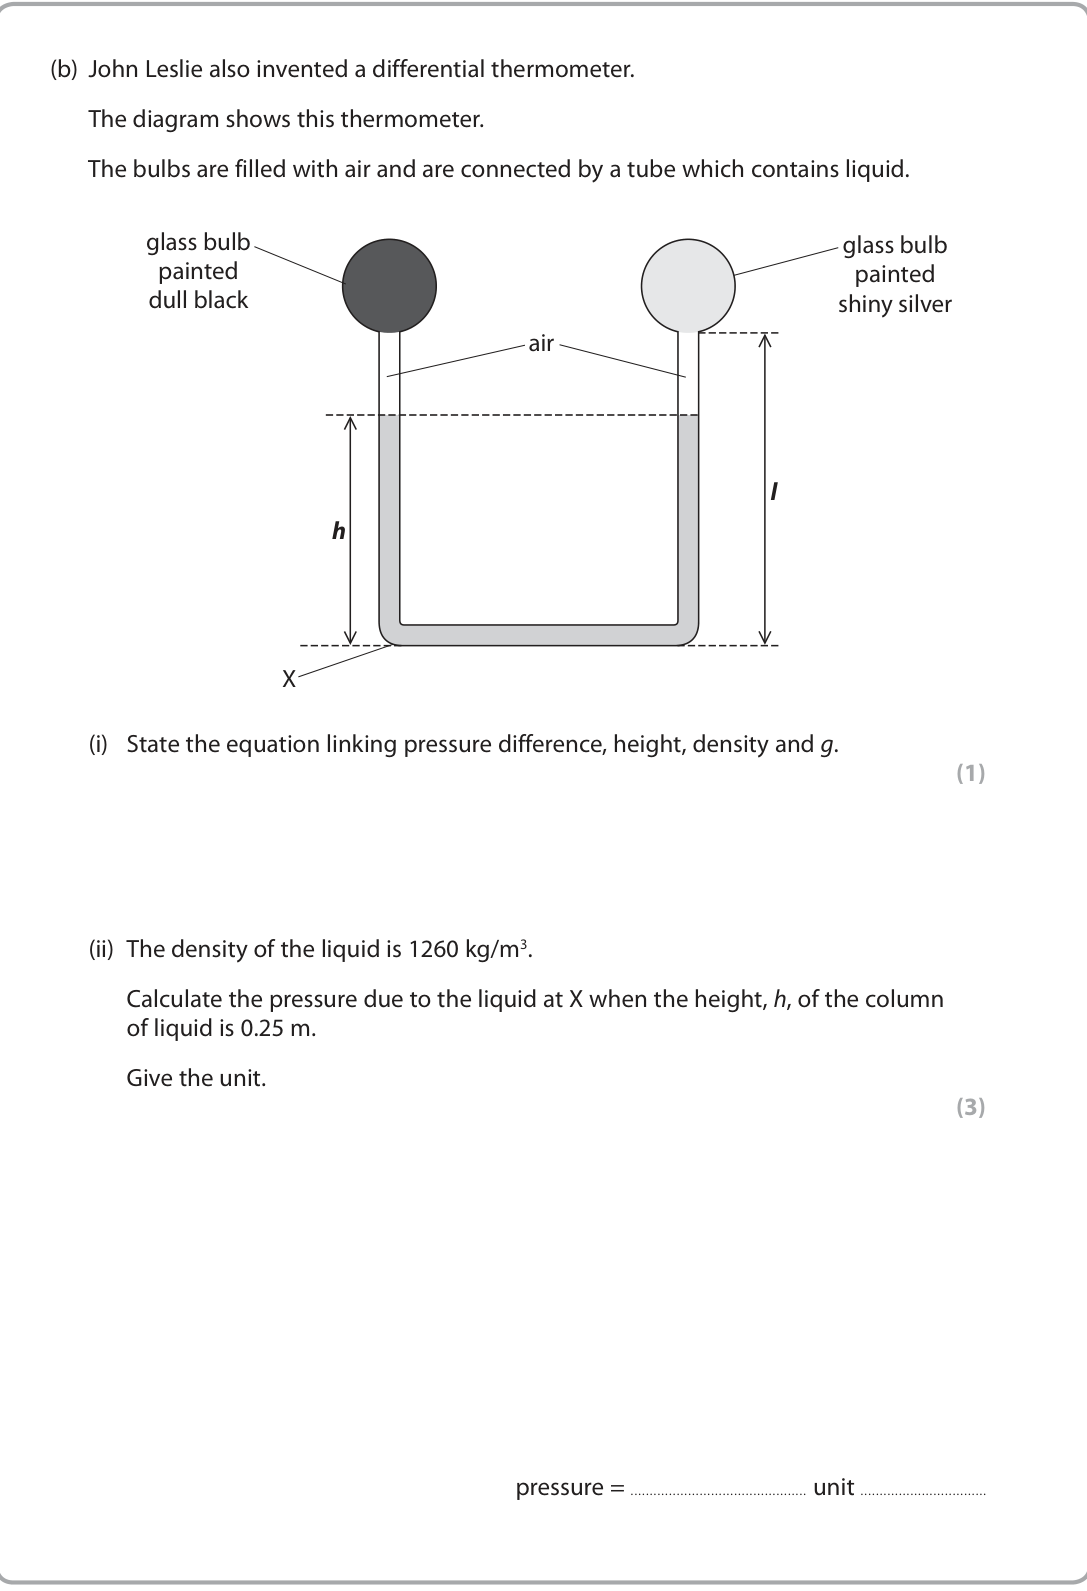 (b) John Leslie also invented a differential thermometer.
The diagram shows this thermometer.
The bulbs are filled with air and are connected by a tube which contains liquid.
glass bulb
painted
dull black
glass bulb
painted
shiny silver
air
l
h
X
(i) State the equation linking pressure difference, height, density and g.
(1)
(ii) The density of the liquid is 1260 kg/m³.
Calculate the pressure due to the liquid at X when the height, h, of the column
of liquid is 0.25 m.
Give the unit.
(3)
pressure = .............................................. unit .................................